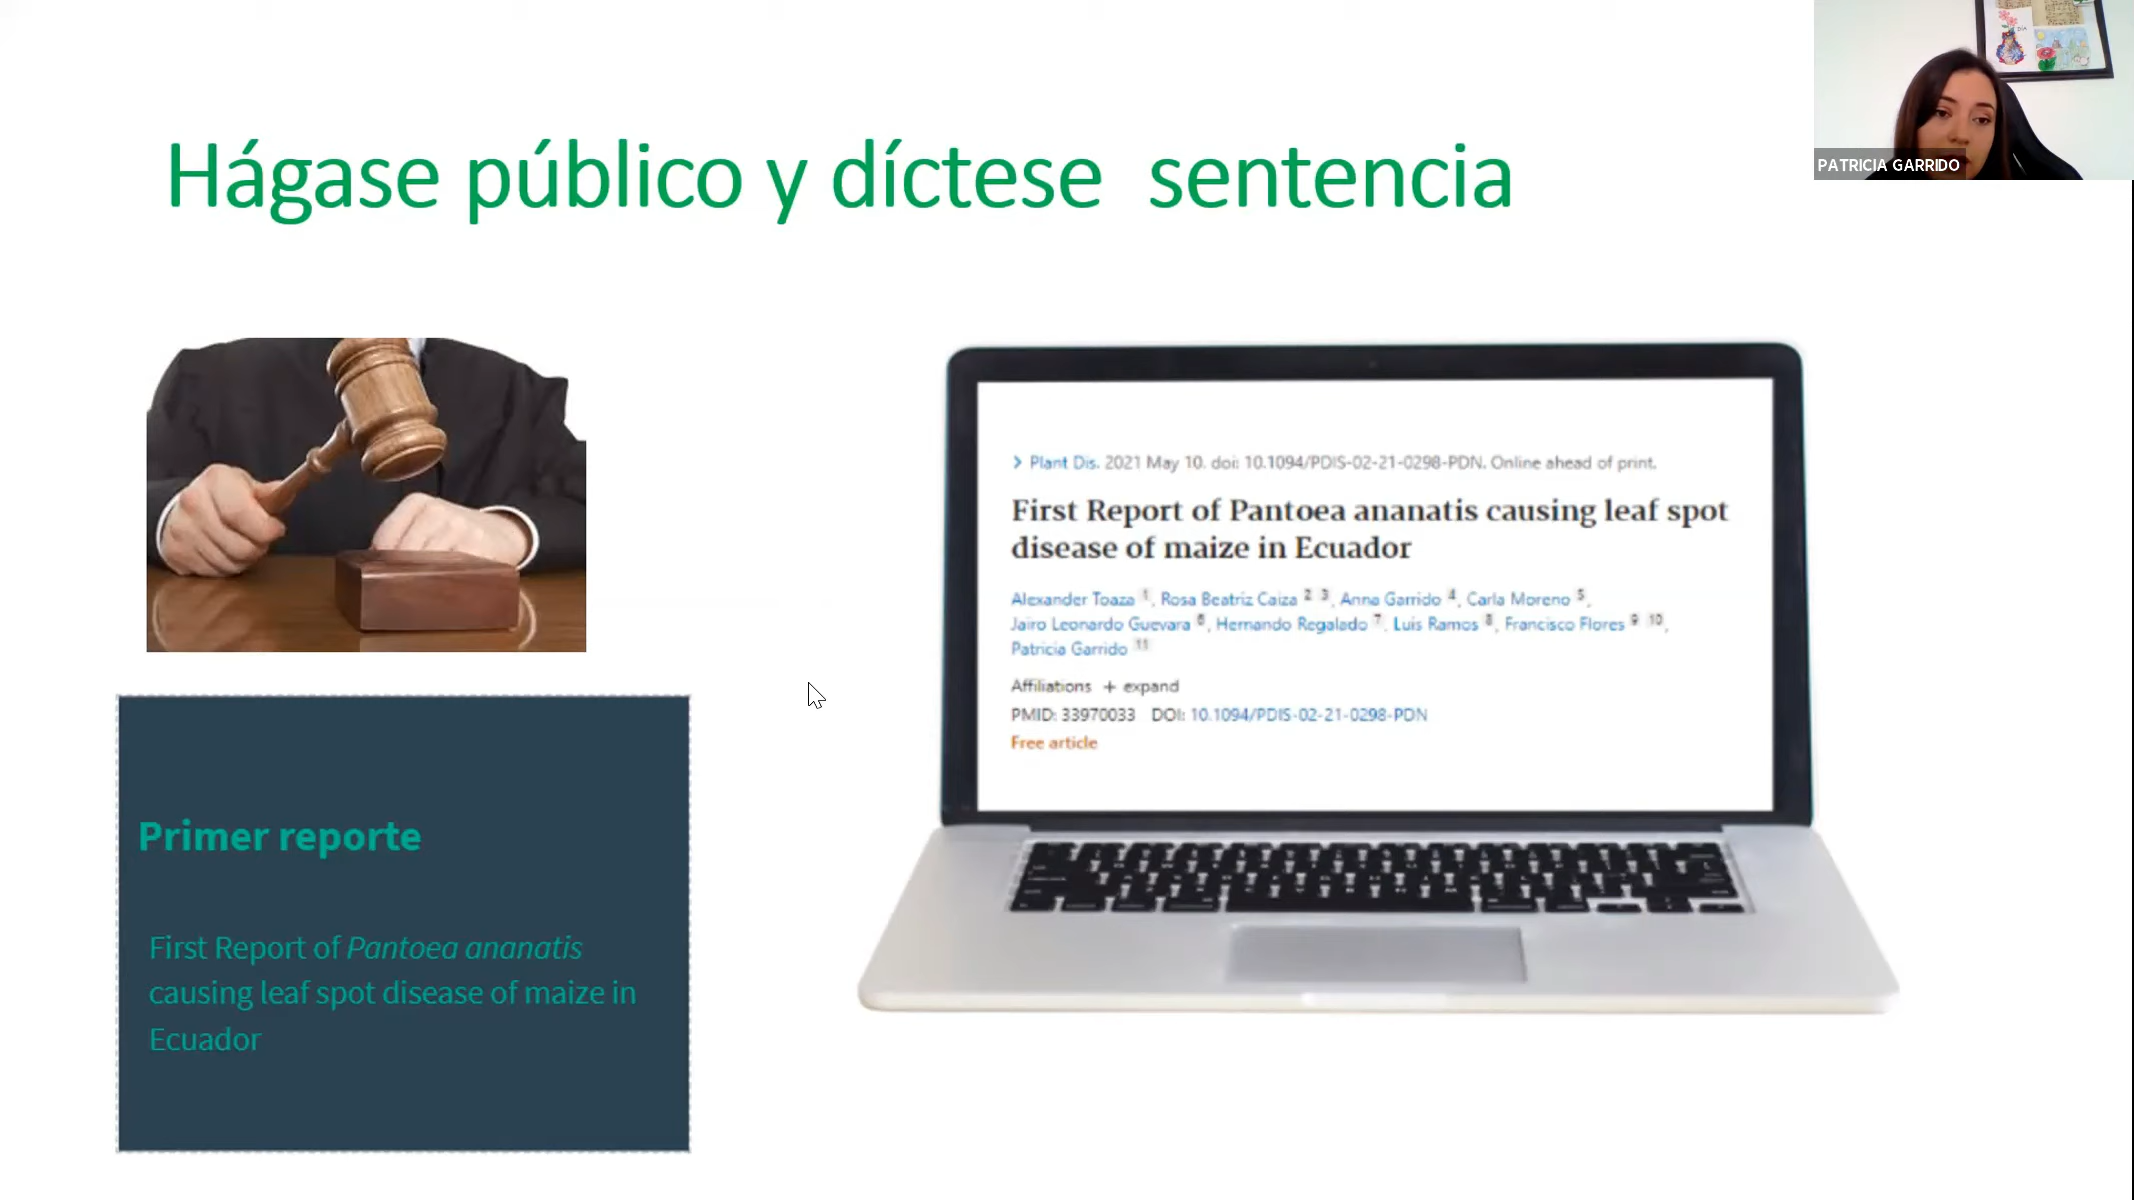 Hágase público y díctese sentencia
PATRICIA GARRIDO
> Plant Dis. 2021 May 10. doi: 10.1094/PDIS-02-21-0298-PDN. Online ahead of print.
First Report of Pantoea ananatis causing leaf spot
disease of maize in Ecuador
Alexander Toaza 1, Rosa Beatriz Caiza 2 3, Anna Garrido 4, Carla Moreno 5,
Jairo Leonardo Guevara 6, Hernando Regalado 7, Luis Ramos 8, Francisco Flores 9 10,
Patricia Garrido 11
Affiliations + expand
PMID: 33970033 DOI: 10.1094/PDIS-02-21-0298-PDN
Free article
Primer reporte
First Report of Pantoea ananatis
causing leaf spot disease of maize in
Ecuador